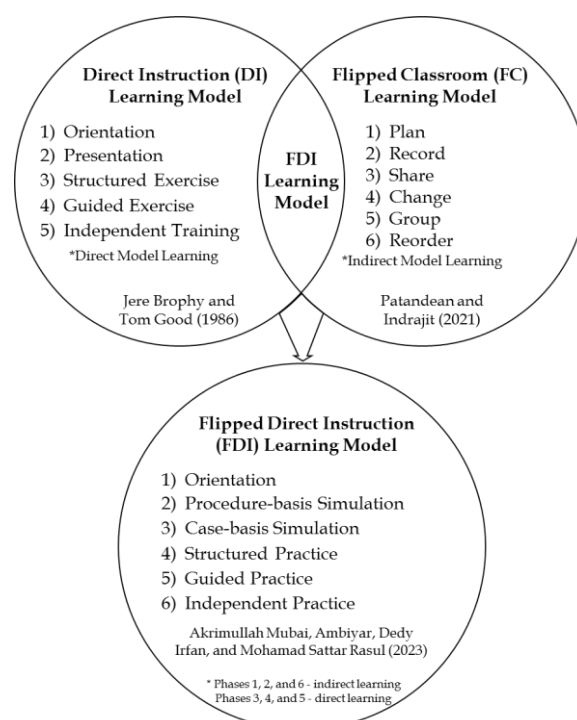 Direct Instruction (DI)
Learning Model
1) Orientation
2) Presentation
3) Structured Exercise
4) Guided Exercise
5) Independent Training
*Direct Model Learning
Jere Brophy and
Tom Good (1986)
FDI
Learning
Model
Flipped Classroom (FC)
Learning Model
1) Plan
2) Record
3) Share
4) Change
5) Group
6) Reorder
*Indirect Model Learning
Patandean and
Indrajit (2021)
Flipped Direct Instruction
(FDI) Learning Model
1) Orientation
2) Procedure-basis Simulation
3) Case-basis Simulation
4) Structured Practice
5) Guided Practice
6) Independent Practice
Akrimullah Mubai, Ambiyar, Dedy
Irfan, and Mohamad Sattar Rasul (2023)
* Phases 1, 2, and 6 - indirect learning
Phases 3, 4, and 5 - direct learning